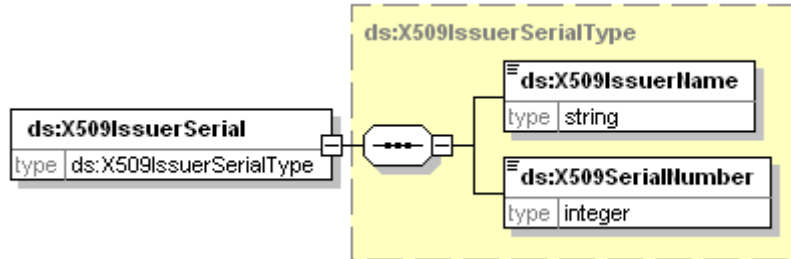 ds:X509IssuerSerialType
ds:X509IssuerName
type string
ds:X509IssuerSerial
type ds:X509IssuerSerialType
ds:X509SerialNumber
type integer